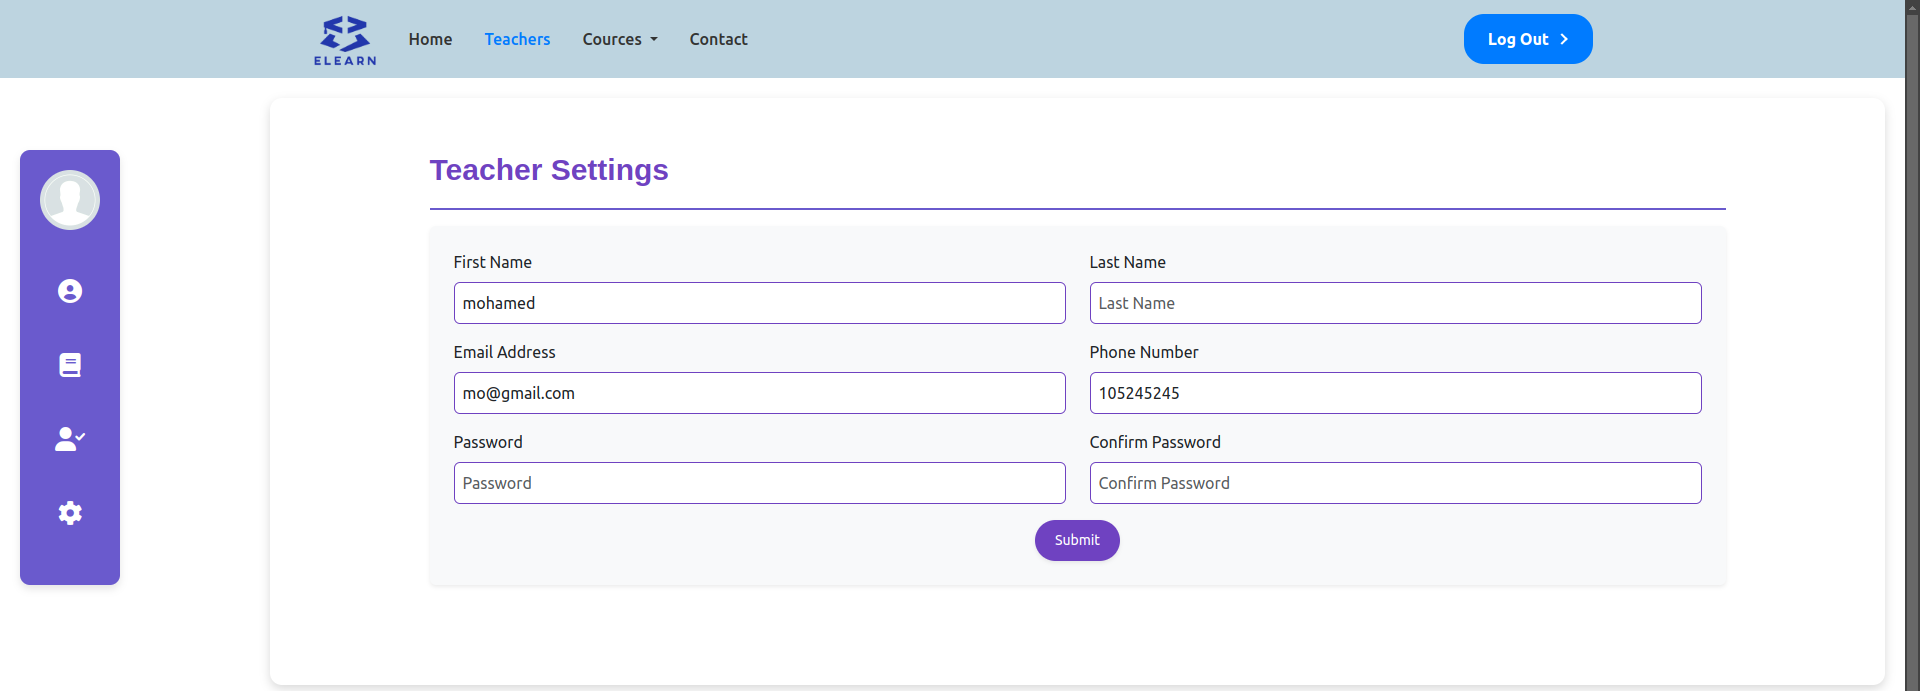 ELEARN
Home Teachers Cources Contact
Log Out
Teacher Settings
First Name
mohamed
Last Name
Last Name
Email Address
mo@gmail.com
Phone Number
105245245
Password
Password
Confirm Password
Confirm Password
Submit